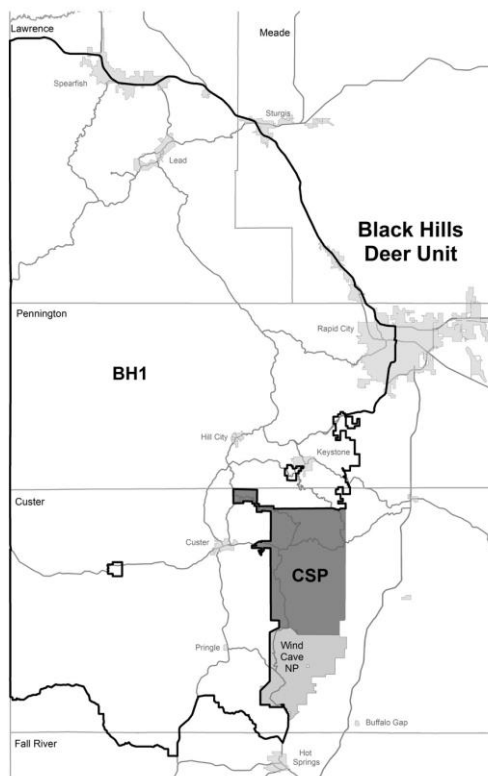 Lawrence
Meade
Spearfish
Sturgis
Lead
Black Hills
Deer Unit
Pennington
Rapid City
BH1
Hill City
Keystone
Custer
Custer
CSP
Pringle
Wind
Cave
NP
Buffalo Gap
Fall River
Hot
Springs